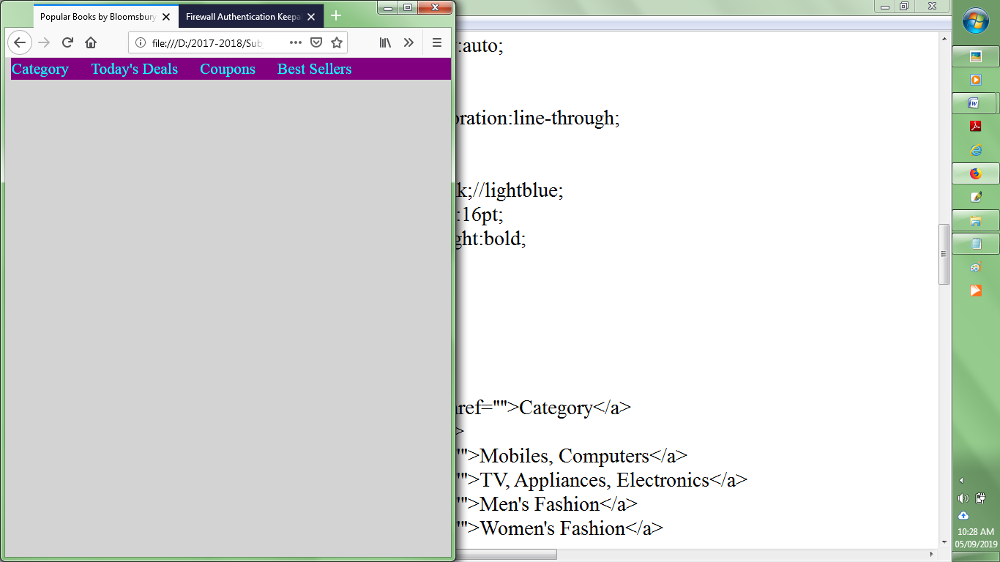 Popular Books by Bloomsbury
Firewall Authentication Keepa
file:///D:/2017-2018/Sub
Category Today's Deals Coupons Best Sellers
:auto;
oration:line-through;
k;//lightblue;
:16pt;
ght:bold;
href="">Category</a>
>
"">Mobiles, Computers</a>
"">TV, Appliances, Electronics</a>
"">Men's Fashion</a>
"">Women's Fashion</a>
10:28 AM
05/09/2019